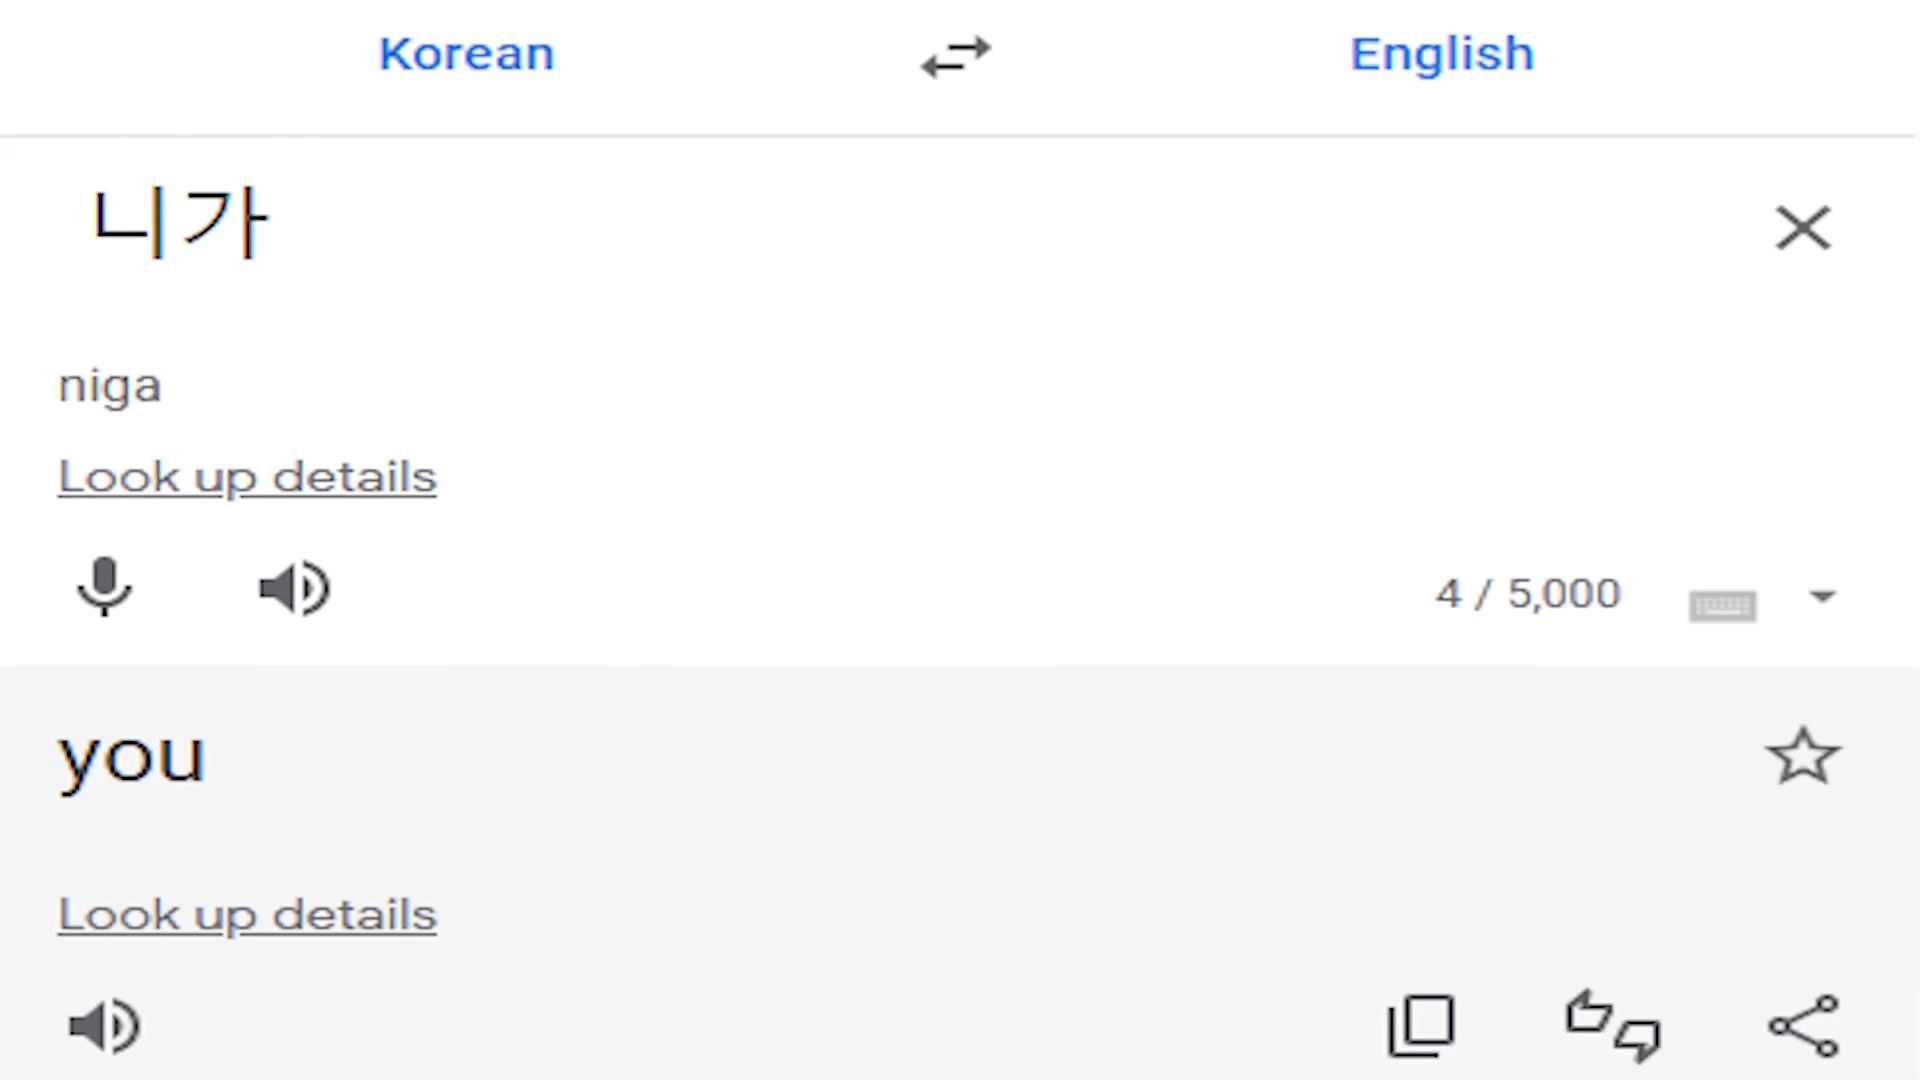 Korean English
니가
niga
Look up details
4 / 5,000
you
Look up details